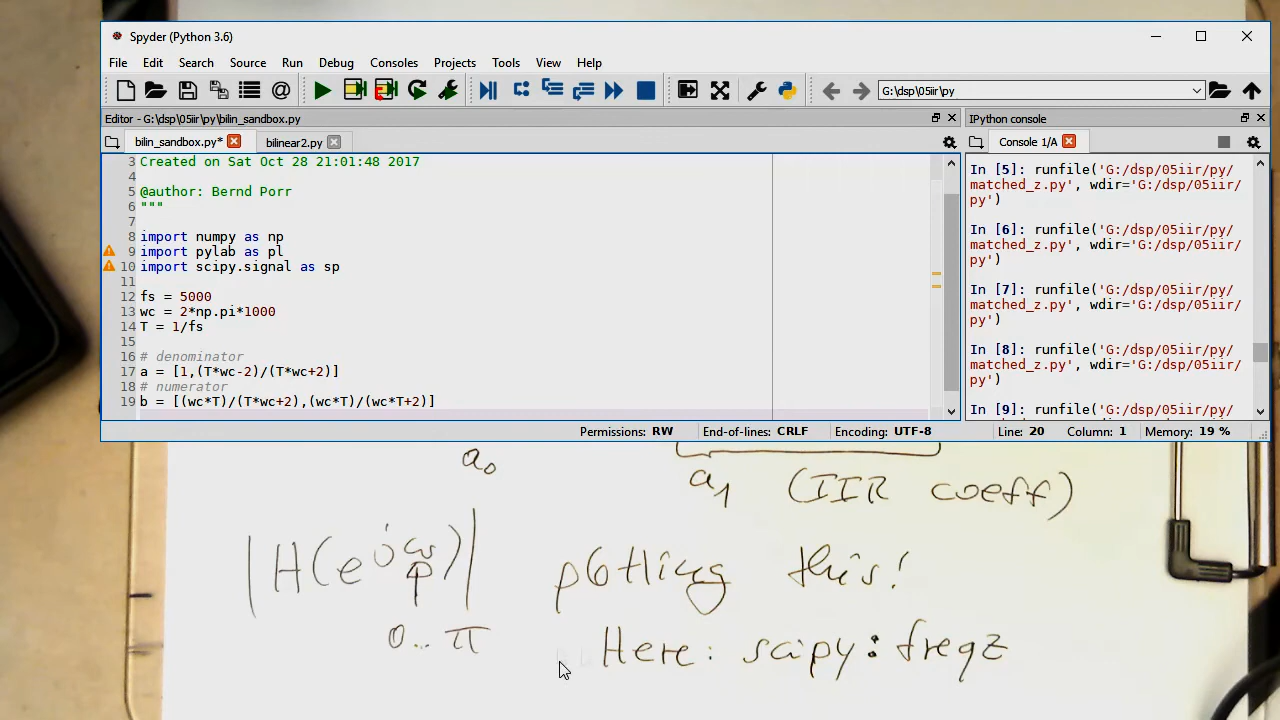 Spyder (Python 3.6)
File Edit Search Source Run Debug Consoles Projects Tools View Help
G:\dsp\05iir\py
Editor - G:\dsp\05iir\py\bilin_sandbox.py
IPython console
bilin_sandbox.py* bilinear2.py
Console 1/A
3 Created on Sat Oct 28 21:01:48 2017
4
5 @author: Bernd Porr
6 """
7
8 import numpy as np
9 import pylab as pl
10 import scipy.signal as sp
11
12 fs = 5000
13 wc = 2*np.pi*1000
14 T = 1/fs
15
16 # denominator
17 a = [1,(T*wc-2)/(T*wc+2)]
18 # numerator
19 b = [(wc*T)/(T*wc+2),(wc*T)/(wc*T+2)]
In [5]: runfile('G:/dsp/05iir/py/
matched_z.py', wdir='G:/dsp/05iir/
py')
In [6]: runfile('G:/dsp/05iir/py/
matched_z.py', wdir='G:/dsp/05iir/
py')
In [7]: runfile('G:/dsp/05iir/py/
matched_z.py', wdir='G:/dsp/05iir/
py')
In [8]: runfile('G:/dsp/05iir/py/
matched_z.py', wdir='G:/dsp/05iir/
py')
In [9]: runfile('G:/dsp/05iir/py/
Permissions: RW End-of-lines: CRLF Encoding: UTF-8 Line: 20 Column: 1 Memory: 19 %
a₀
a₁ (IIR coeff)
|H(e^jω)| plotting this!
0..π Here: scipy: freqz